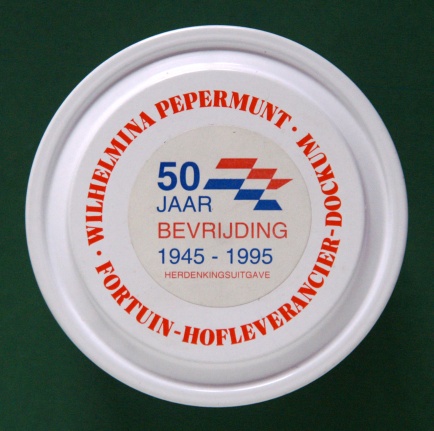 · WILHELMINA PEPERMUNT ·
FORTUIN-HOFLEVERANCIER-DOCKUM
50
JAAR
BEVRIJDING
1945 - 1995
HERDENKINGSUITGAVE